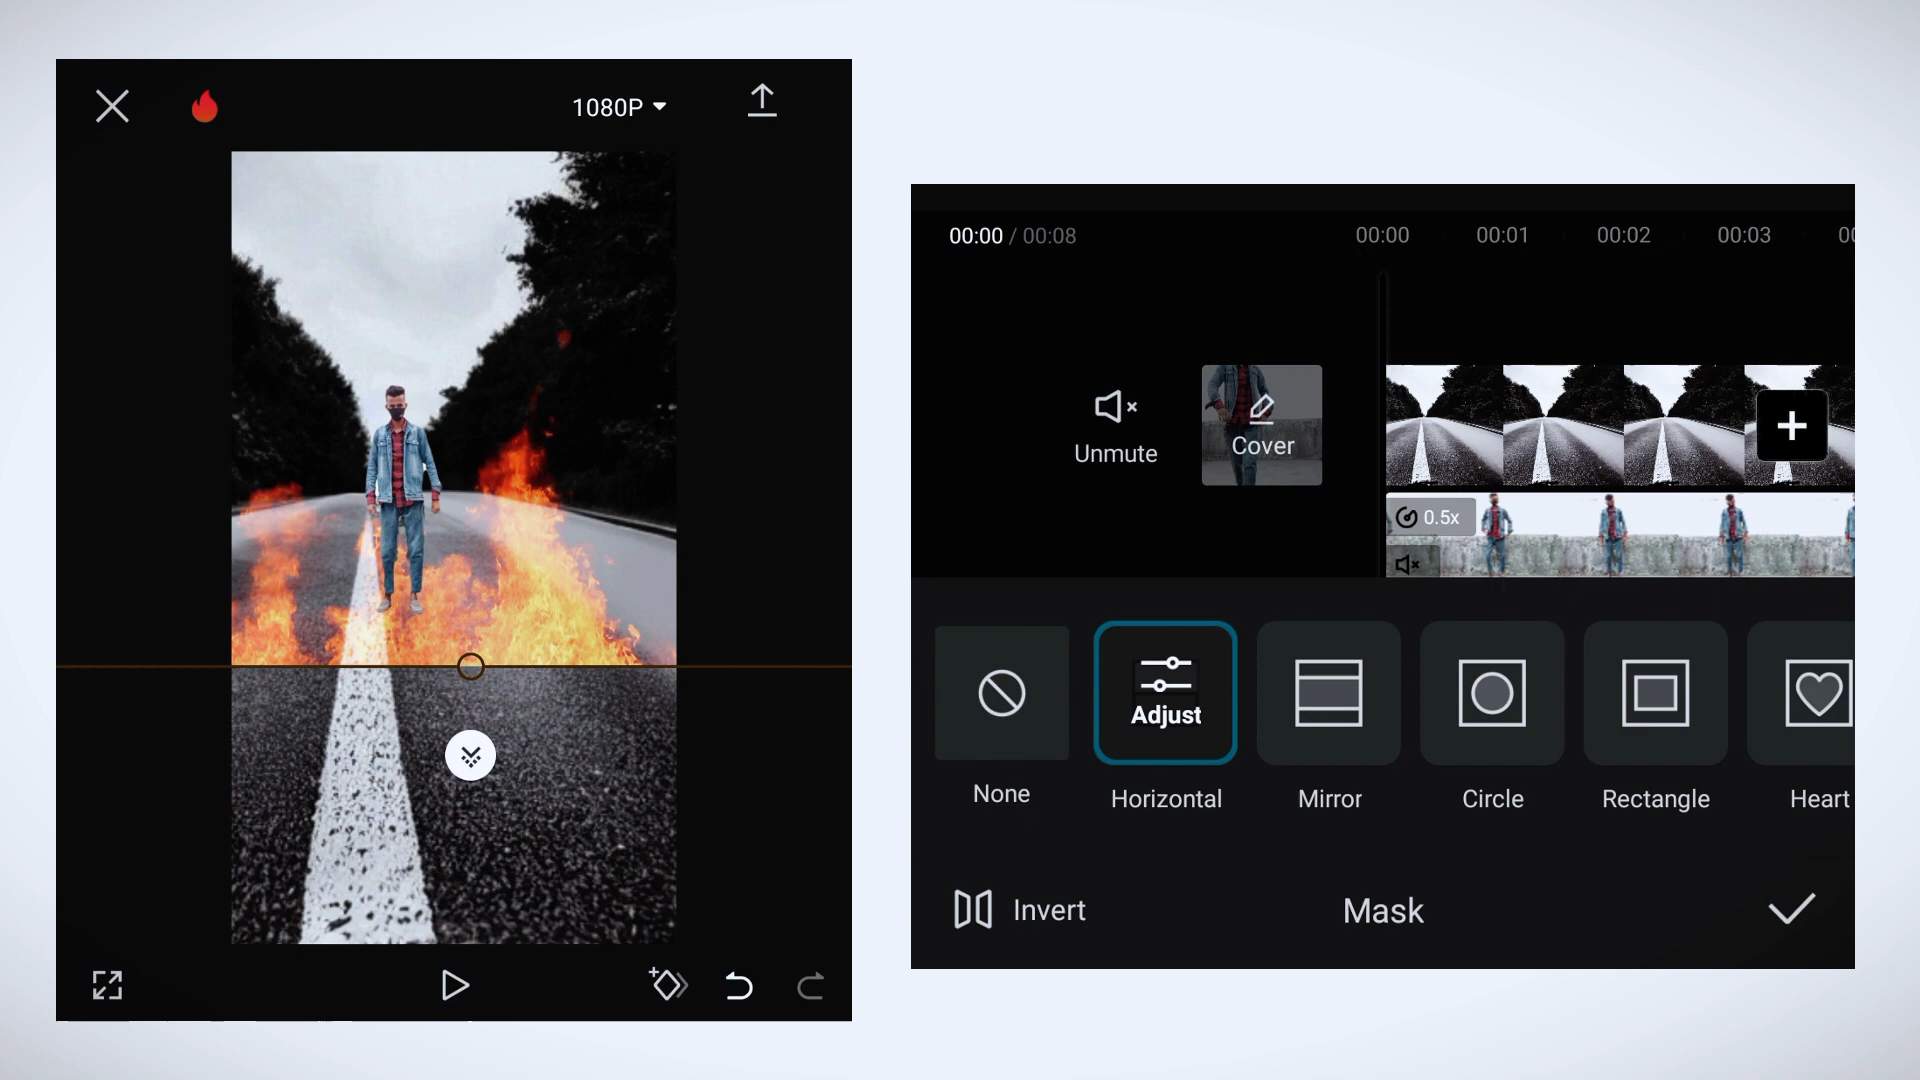 1080P
00:00 / 00:08
00:00
00:01
00:02
00:03
Unmute
Cover
0.5x
Adjust
None
Horizontal
Mirror
Circle
Rectangle
Heart
Invert
Mask